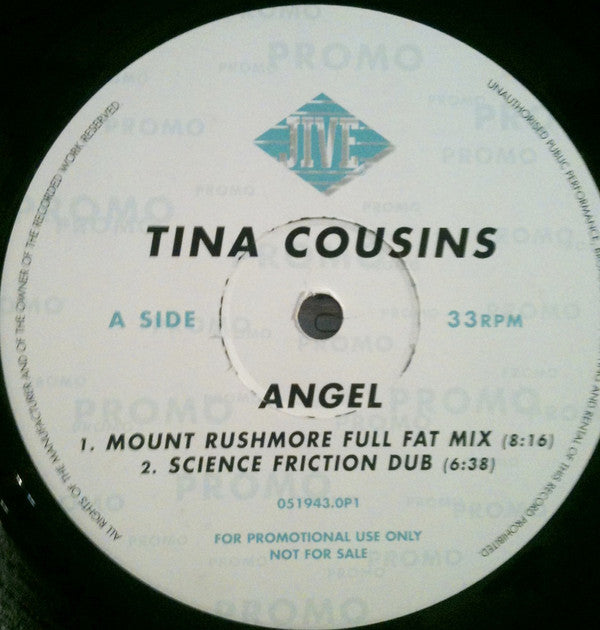 PROMO
JIVE
TINA COUSINS
A SIDE
33RPM
ANGEL
1. MOUNT RUSHMORE FULL FAT MIX (8:16)
2. SCIENCE FRICTION DUB (6:38)
051943.0P1
FOR PROMOTIONAL USE ONLY
NOT FOR SALE
ALL RIGHTS OF THE MANUFACTURER AND OF THE OWNER OF THE RECORDED WORK RESERVED.
UNAUTHORISED PUBLIC PERFORMANCE,
AND RENTAL OF THIS RECORD PROHIBITED.